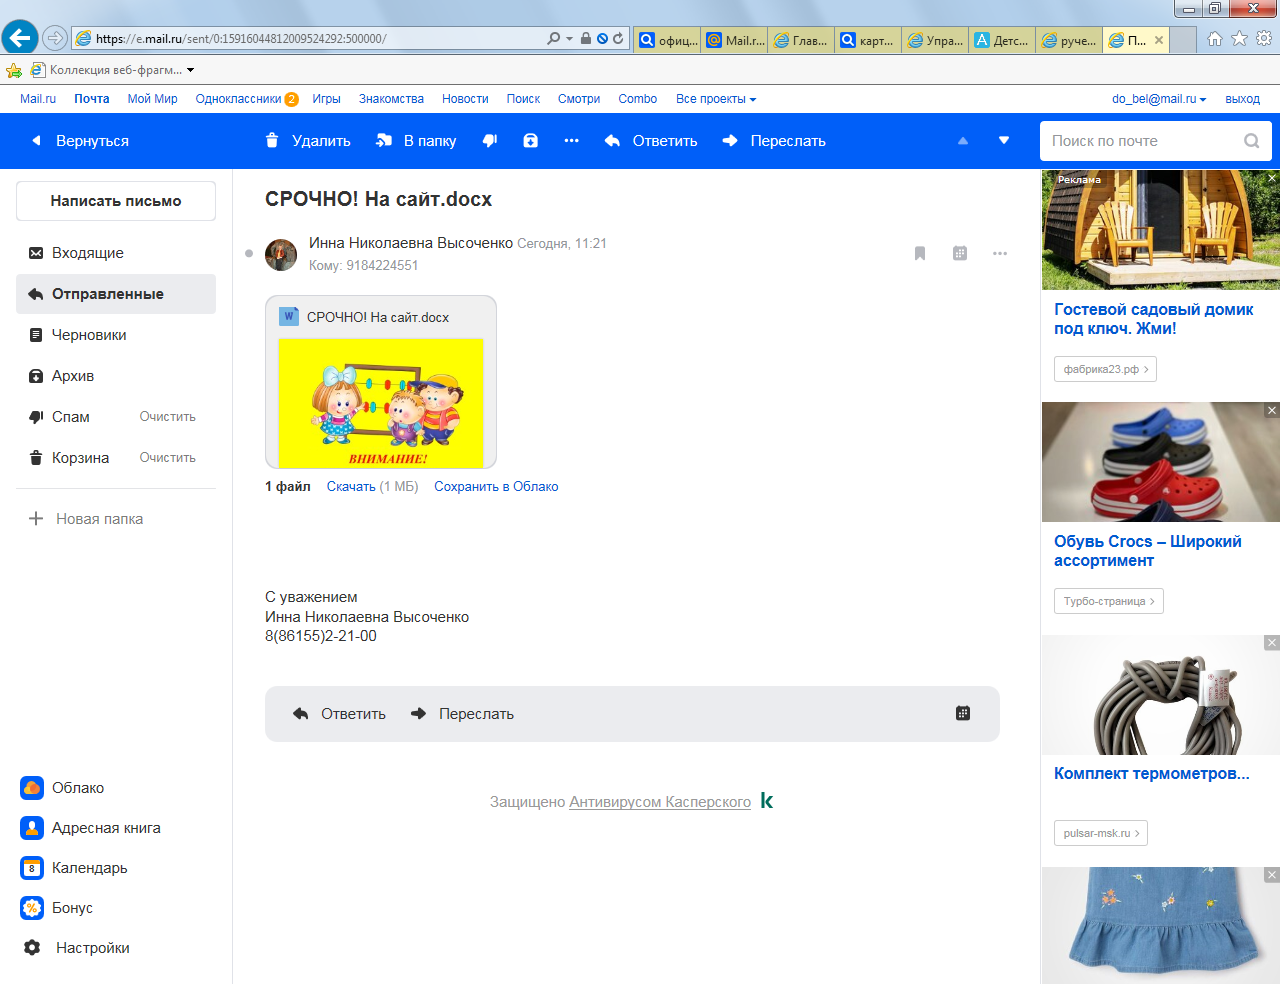 https://e.mail.ru/sent/0:15916044812009524292:500000/
офиц...
Mail.r...
Глав...
карт...
Упра...
Детс...
руче...
П...
Коллекция веб-фрагм...
Mail.ru
Почта
Мой Мир
Одноклассники 2
Игры
Знакомства
Новости
Поиск
Смотри
Combo
Все проекты
do_bel@mail.ru
выход
Вернуться
Удалить
В папку
Ответить
Переслать
Поиск по почте
Написать письмо
Входящие
Отправленные
Черновики
Архив
Спам Очистить
Корзина Очистить
Новая папка
Облако
Адресная книга
8 Календарь
Бонус
Настройки
СРОЧНО! На сайт.docx
Инна Николаевна Высоченко Сегодня, 11:21
Кому: 9184224551
W СРОЧНО! На сайт.docx
ВНИМАНИЕ!
1 файл Скачать (1 МБ) Сохранить в Облако
С уважением
Инна Николаевна Высоченко
8(86155)2-21-00
Ответить
Переслать
Защищено Антивирусом Касперского
Реклама
Гостевой садовый домик
под ключ. Жми!
фабрика23.рф
Обувь Crocs – Широкий
ассортимент
Турбо-страница
Комплект термометров...
pulsar-msk.ru